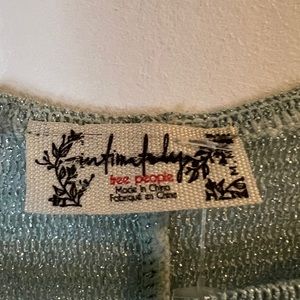 intimately
free people
Made in China
Fabriqué en Chine